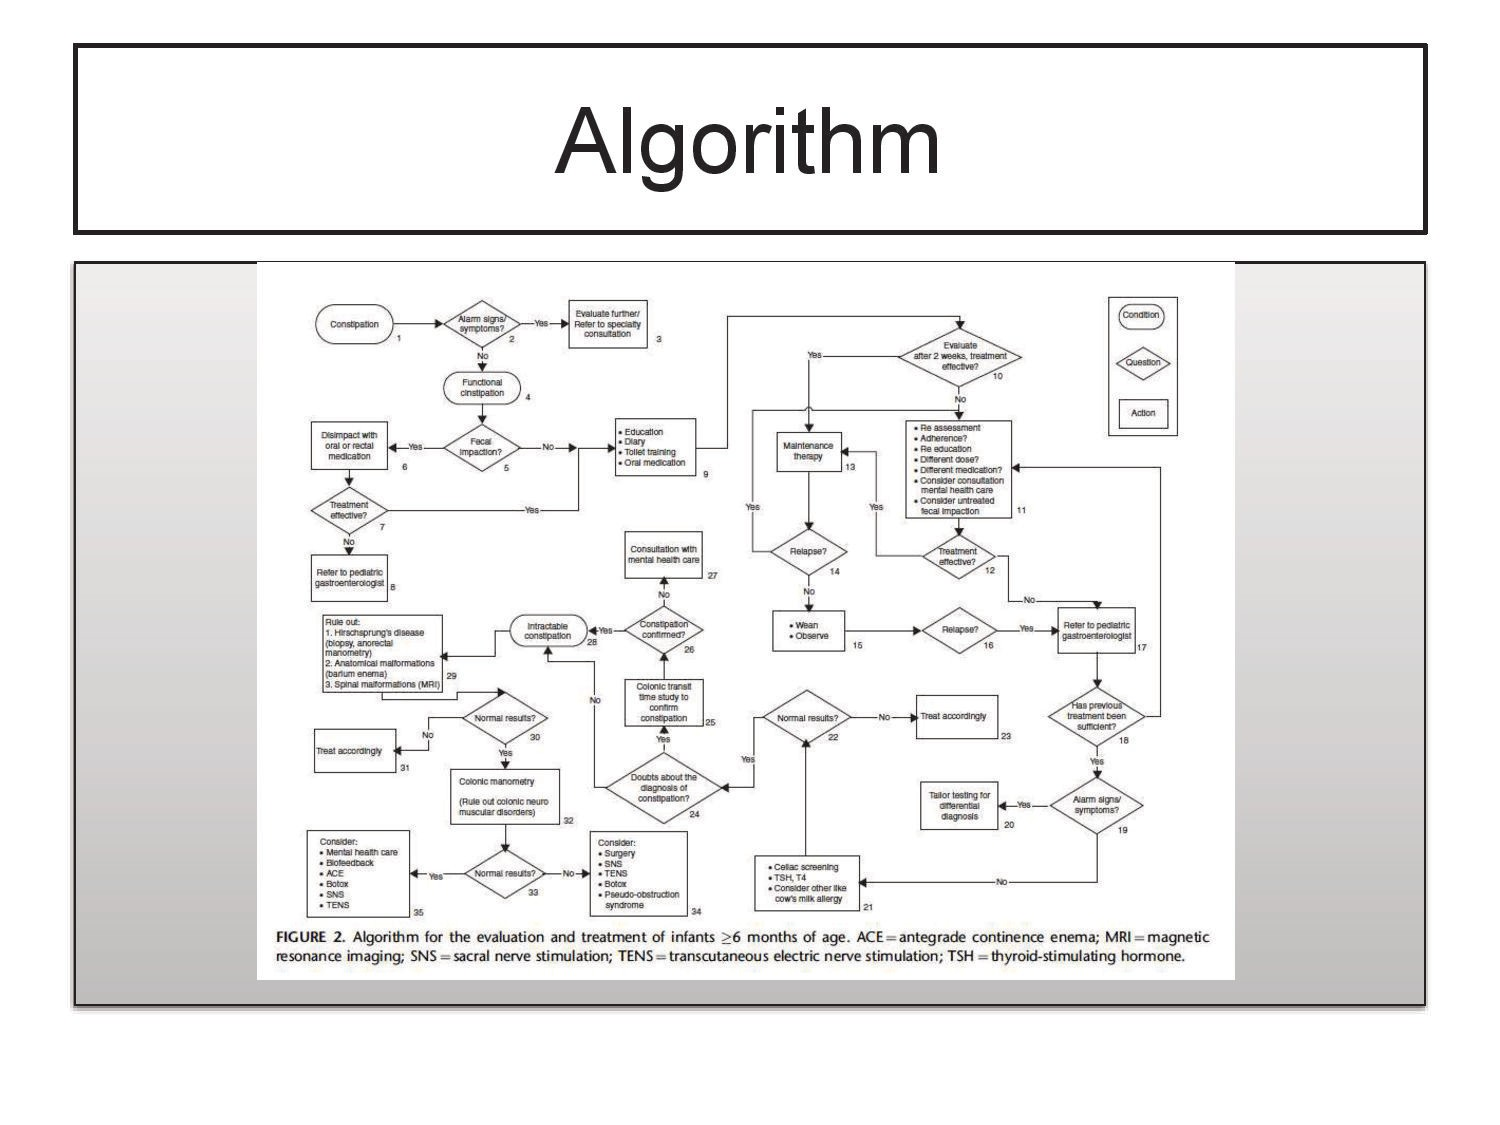 Algorithm
Constipation
1
Alarm signs/
symptoms?
2
Yes
Evaluate further/
Refer to specialty
consultation
3
No
Functional
cinstipation
4
Fecal
impaction?
5
Yes
Disimpact with
oral or rectal
medication
6
No
Treatment
effective?
7
Yes
No
Refer to pediatric
gastroenterologist
8
• Education
• Diary
• Toilet training
• Oral medication
9
Evaluate
after 2 weeks, treatment
effective?
10
Yes
No
• Re assessment
• Adherence?
• Re education
• Different dose?
• Different medication?
• Consider consultation
mental health care
• Consider untreated
fecal impaction
11
Treatment
effective?
12
Yes
No
Maintenance
therapy
13
Relapse?
14
Yes
No
• Wean
• Observe
15
Relapse?
16
Yes
Refer to pediatric
gastroenterologist
17
Has previous
treatment been
sufficient?
18
Yes
Alarm signs/
symptoms?
19
Yes
Tailor testing for
differential
diagnosis
20
No
• Celiac screening
• TSH, T4
• Consider other like
cow's milk allergy
21
Normal results?
22
No
Treat accordingly
23
Yes
Doubts about the
diagnosis of
constipation?
24
Yes
No
Colonic transit
time study to
confirm
constipation
25
Constipation
confirmed?
26
No
Consultation with
mental health care
27
Yes
Intractable
constipation
28
Rule out:
1. Hirschsprung's disease
(biopsy, anorectal
manometry)
2. Anatomical malformations
(barium enema)
3. Spinal malformations (MRI)
29
Normal results?
30
No
Treat accordingly
31
Yes
Colonic manometry
(Rule out colonic neuro
muscular disorders)
32
Normal results?
33
No
Consider:
• Surgery
• SNS
• TENS
• Botox
• Pseudo-obstruction
syndrome
34
Yes
Consider:
• Mental health care
• Biofeedback
• ACE
• Botox
• SNS
• TENS
35
Condition
Question
Action
FIGURE 2. Algorithm for the evaluation and treatment of infants ≥6 months of age. ACE = antegrade continence enema; MRI = magnetic
resonance imaging; SNS = sacral nerve stimulation; TENS = transcutaneous electric nerve stimulation; TSH = thyroid-stimulating hormone.